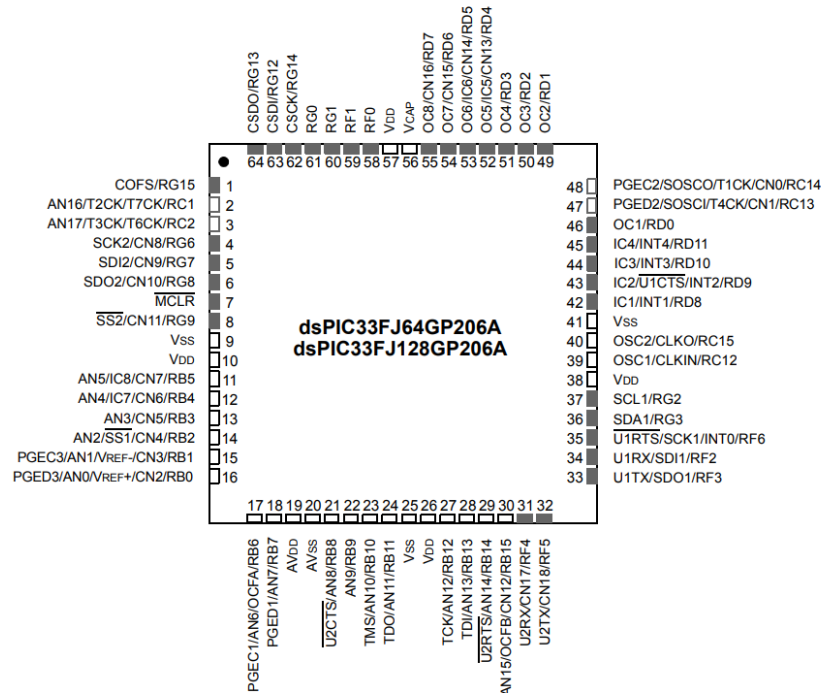 CSDO/RG13
CSDI/RG12
CSCK/RG14
RG0
RG1
RF1
RF0
VDD
VCAP
OC8/CN16/RD7
OC7/CN15/RD6
OC6/IC6/CN14/RD5
OC5/IC5/CN13/RD4
OC4/RD3
OC3/RD2
OC2/RD1
64 63 62 61 60 59 58 57 56 55 54 53 52 51 50 49
COFS/RG15 1
AN16/T2CK/T7CK/RC1 2
AN17/T3CK/T6CK/RC2 3
SCK2/CN8/RG6 4
SDI2/CN9/RG7 5
SDO2/CN10/RG8 6
MCLR 7
SS2/CN11/RG9 8
VSS 9
VDD 10
AN5/IC8/CN7/RB5 11
AN4/IC7/CN6/RB4 12
AN3/CN5/RB3 13
AN2/SS1/CN4/RB2 14
PGEC3/AN1/VREF-/CN3/RB1 15
PGED3/AN0/VREF+/CN2/RB0 16
dsPIC33FJ64GP206A
dsPIC33FJ128GP206A
48 PGEC2/SOSCO/T1CK/CN0/RC14
47 PGED2/SOSCI/T4CK/CN1/RC13
46 OC1/RD0
45 IC4/INT4/RD11
44 IC3/INT3/RD10
43 IC2/U1CTS/INT2/RD9
42 IC1/INT1/RD8
41 VSS
40 OSC2/CLKO/RC15
39 OSC1/CLKIN/RC12
38 VDD
37 SCL1/RG2
36 SDA1/RG3
35 U1RTS/SCK1/INT0/RF6
34 U1RX/SDI1/RF2
33 U1TX/SDO1/RF3
17 18 19 20 21 22 23 24 25 26 27 28 29 30 31 32
PGEC1/AN6/OCFA/RB6
PGED1/AN7/RB7
AVDD
AVSS
U2CTS/AN8/RB8
AN9/RB9
TMS/AN10/RB10
TDO/AN11/RB11
VSS
VDD
TCK/AN12/RB12
TDI/AN13/RB13
U2RTS/AN14/RB14
AN15/OCFB/CN12/RB15
U2RX/CN17/RF4
U2TX/CN18/RF5